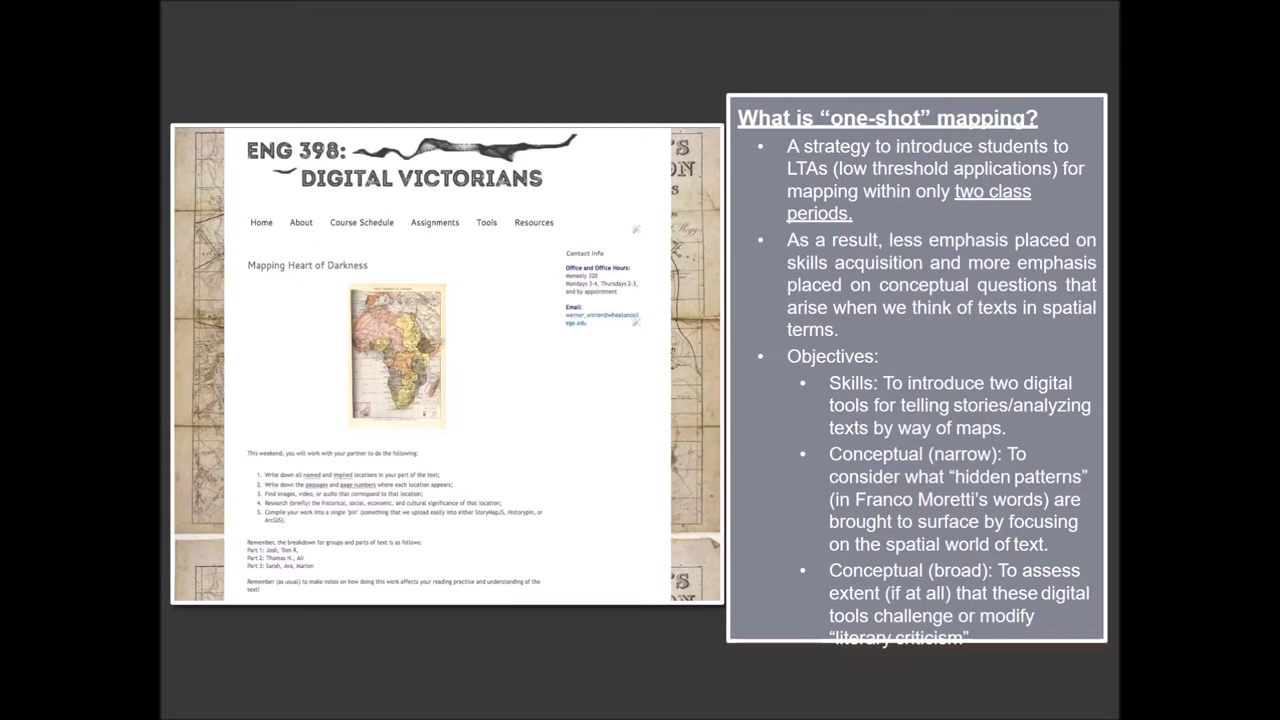 ENG 398:
DIGITAL VICTORIANS
Home About Course Schedule Assignments Tools Resources
Mapping Heart of Darkness
Contact Info
Office and Office Hours:
Meneely 320
Mondays 3-4, Thursdays 2-3,
and by appointment
Email:
werner_winter@wheatoncoll
ege.edu
This weekend, you will work with your partner to do the following:
1. Write down all named and implied locations in your part of the text;
2. Write down the passages and page numbers where each location appears;
3. Find images, video, or audio that correspond to that location;
4. Research (briefly) the historical, social, economic, and cultural significance of that location;
5. Compile your work into a single 'pin' (something that we upload easily into either StoryMapJS, Historypin, or
ArcGIS).
Remember, the breakdown for groups and parts of text is as follows:
Part 1: Josh, Tom R.
Part 2: Thomas H., Ali
Part 3: Sarah, Ava, Marion
Remember (as usual) to make notes on how doing this work affects your reading practice and understanding of the
text!
What is “one-shot” mapping?
• A strategy to introduce students to
LTAs (low threshold applications) for
mapping within only two class
periods.
• As a result, less emphasis placed on
skills acquisition and more emphasis
placed on conceptual questions that
arise when we think of texts in spatial
terms.
• Objectives:
• Skills: To introduce two digital
tools for telling stories/analyzing
texts by way of maps.
• Conceptual (narrow): To
consider what “hidden patterns”
(in Franco Moretti’s words) are
brought to surface by focusing
on the spatial world of text.
• Conceptual (broad): To assess
extent (if at all) that these digital
tools challenge or modify
“literary criticism”